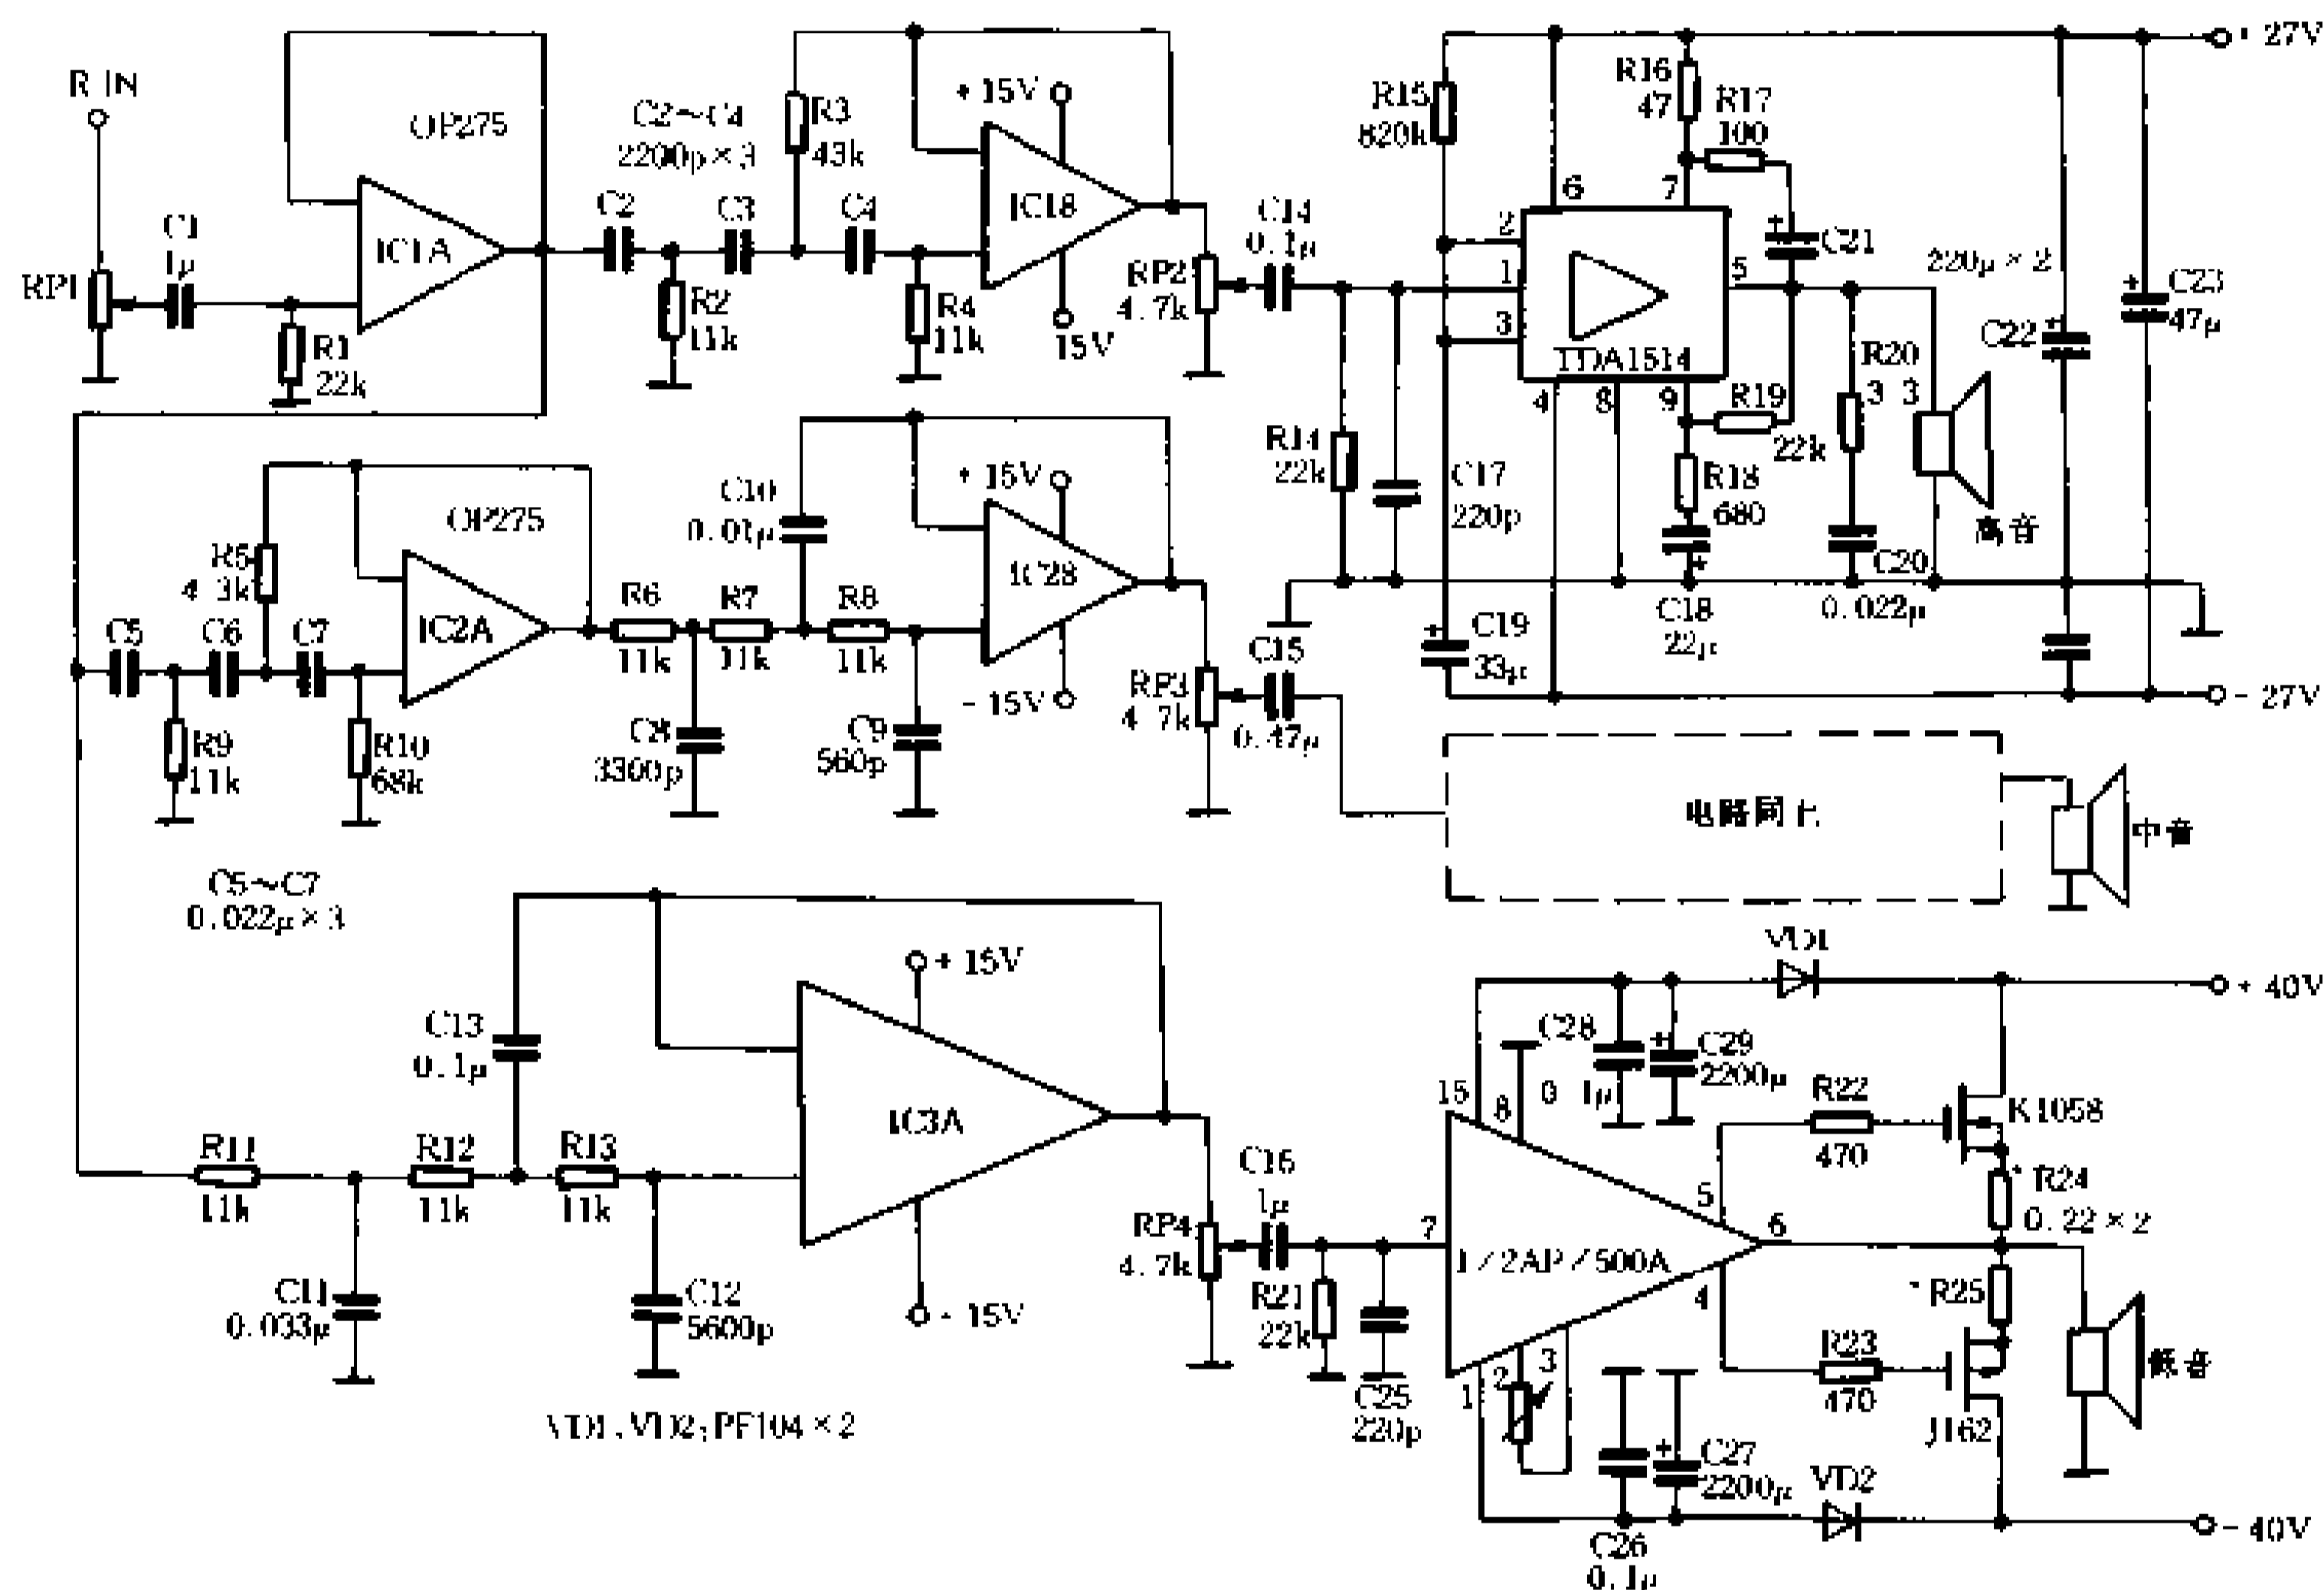 R IN
RP1
C1
1μ
R1
22k
OP275
IC1A
C2～C4
2200p×3
C2
R2
11k
C3
R3
43k
C4
R4
11k
+ 15V
IC18
15V
RP2
4.7k
C14
0.1μ
R14
22k
C17
220p
R15
820k
R16
47
R17
100
6
7
2
1
3
5
TDA1514
4
8
9
C21
R19
22k
R18
680
C18
22μ
C19
33μ
R20
3 3
C20
0.022μ
高音
220μ×2
C22
C23
47μ
27V
- 27V
C5
C6
C7
R5
4 3k
R9
11k
R10
68k
OP275
IC2A
R6
11k
R7
11k
R8
11k
C10
0.01μ
C8
3300p
C9
560p
+ 15V
IC28
- 15V
RP3
4 7k
C15
0.47μ
电路同上
中音
C5～C7
0.022μ×3
R11
11k
R12
11k
R13
11k
C13
0.1μ
C11
0.033μ
C12
5600p
+ 15V
IC3A
- 15V
RP4
4.7k
C16
1μ
R21
22k
C25
220p
7
1/2AP/500A
15
8
5
6
4
3
2
1
C28
0 1μ
C29
2200μ
VD1
+ 40V
R22
470
K1058
R24
0.22×2
R25
R23
470
J162
低音
C26
0.1μ
C27
2200μ
VD2
- 40V
VD1、VD2:PF104×2